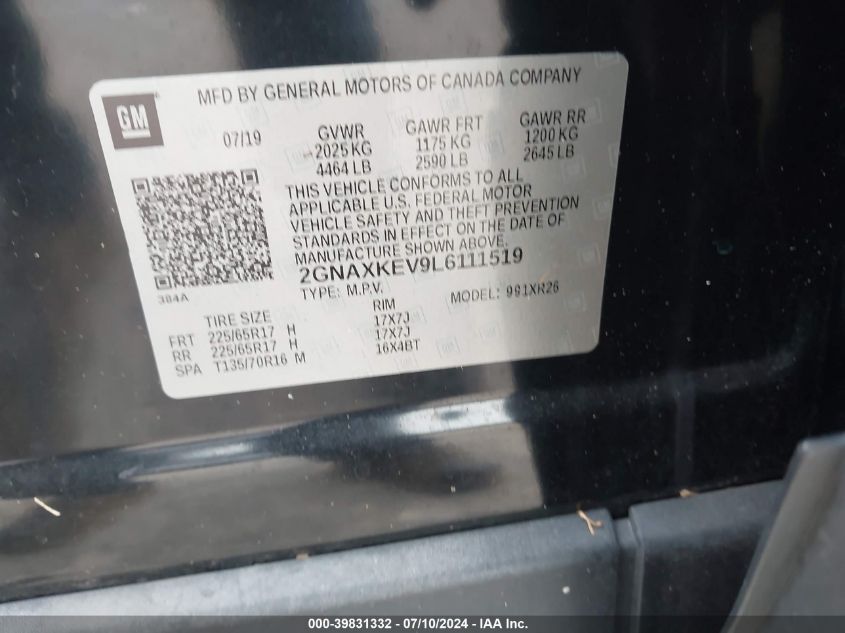 MFD BY GENERAL MOTORS OF CANADA COMPANY
GM
07/19
GVWR
2025 KG
4464 LB
GAWR FRT
1175 KG
2590 LB
GAWR RR
1200 KG
2645 LB
THIS VEHICLE CONFORMS TO ALL
APPLICABLE U.S. FEDERAL MOTOR
VEHICLE SAFETY AND THEFT PREVENTION
STANDARDS IN EFFECT ON THE DATE OF
MANUFACTURE SHOWN ABOVE.
384A
2GNAXKEV9L6111519
TYPE: M.P.V. MODEL: 991XR26
TIRE SIZE RIM
FRT 225/65R17 H 17X7J
RR 225/65R17 H 17X7J
SPA T135/70R16 M 16X4BT
000-39831332 - 07/10/2024 - IAA Inc.